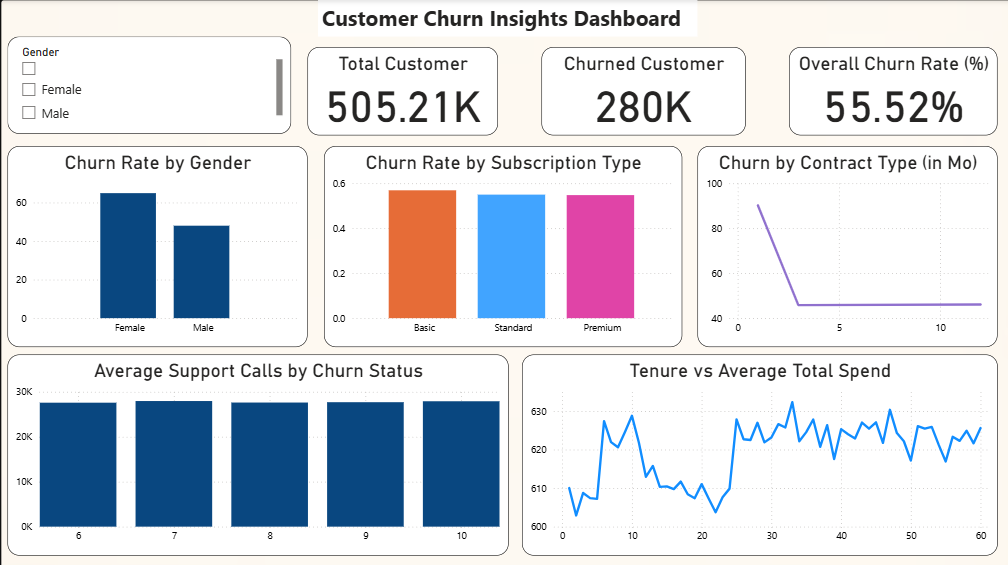 Customer Churn Insights Dashboard
Gender
Female
Male
Total Customer
505.21K
Churned Customer
280K
Overall Churn Rate (%)
55.52%
Churn Rate by Gender
60
40
20
0
Female Male
Churn Rate by Subscription Type
0.6
0.4
0.2
0.0
Basic Standard Premium
Churn by Contract Type (in Mo)
100
80
60
40
0 5 10
Average Support Calls by Churn Status
30K
20K
10K
0K
6 7 8 9 10
Tenure vs Average Total Spend
630
620
610
600
0 10 20 30 40 50 60